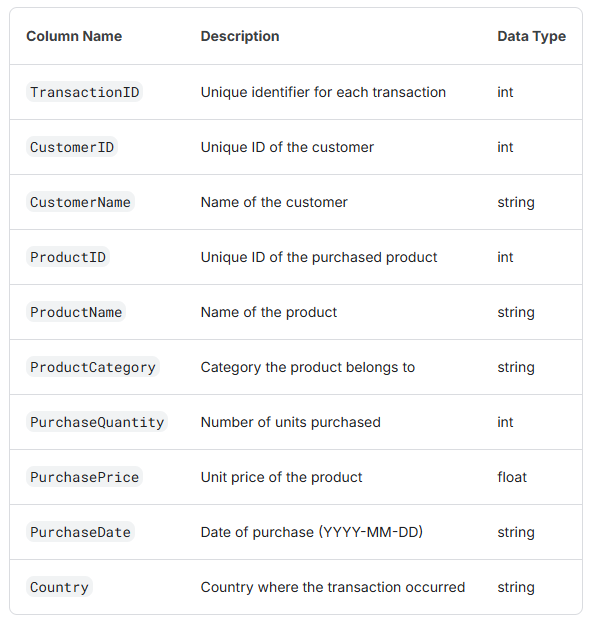 Column Name Description Data Type
TransactionID Unique identifier for each transaction int
CustomerID Unique ID of the customer int
CustomerName Name of the customer string
ProductID Unique ID of the purchased product int
ProductName Name of the product string
ProductCategory Category the product belongs to string
PurchaseQuantity Number of units purchased int
PurchasePrice Unit price of the product float
PurchaseDate Date of purchase (YYYY-MM-DD) string
Country Country where the transaction occurred string